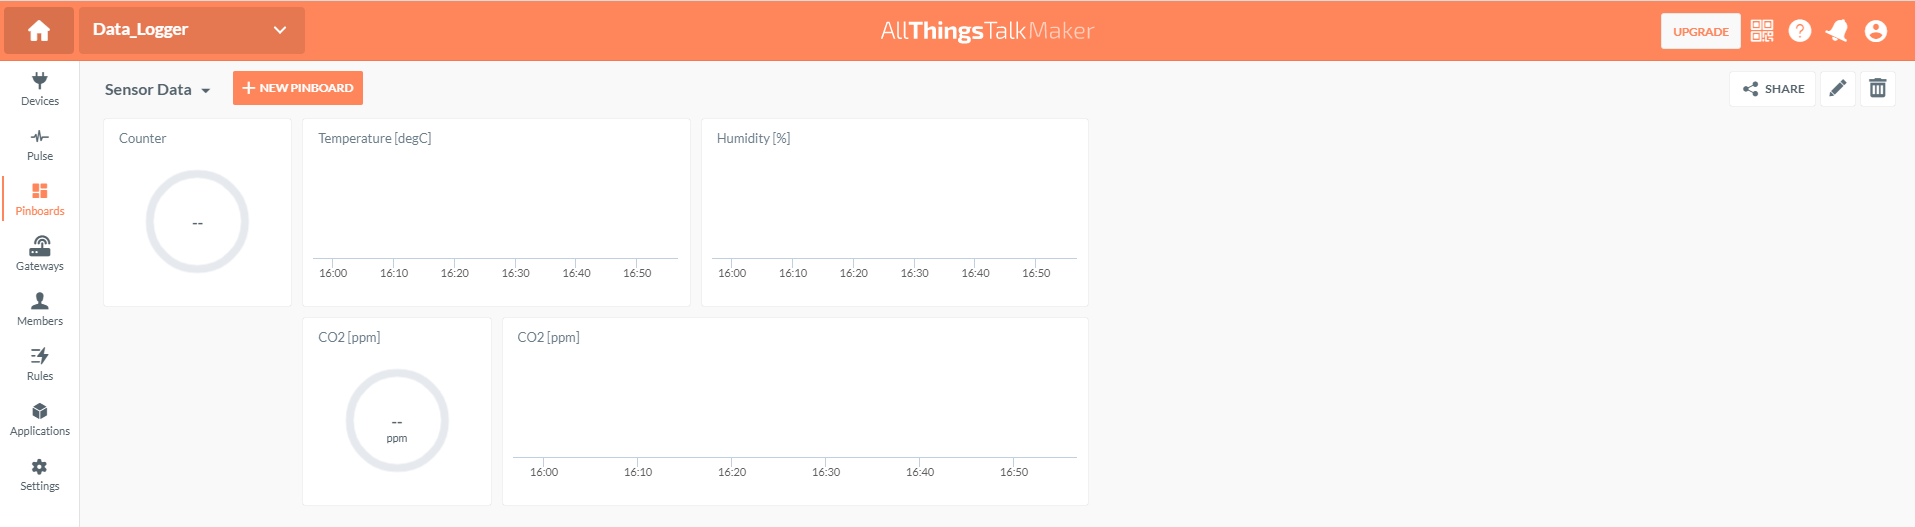 Data_Logger
AllThingsTalkMaker
UPGRADE
Devices
Pulse
Pinboards
Gateways
Members
Rules
Applications
Settings
Sensor Data
NEW PINBOARD
SHARE
Counter
--
Temperature [degC]
16:00 16:10 16:20 16:30 16:40 16:50
Humidity [%]
16:00 16:10 16:20 16:30 16:40 16:50
CO2 [ppm]
--
ppm
CO2 [ppm]
16:00 16:10 16:20 16:30 16:40 16:50